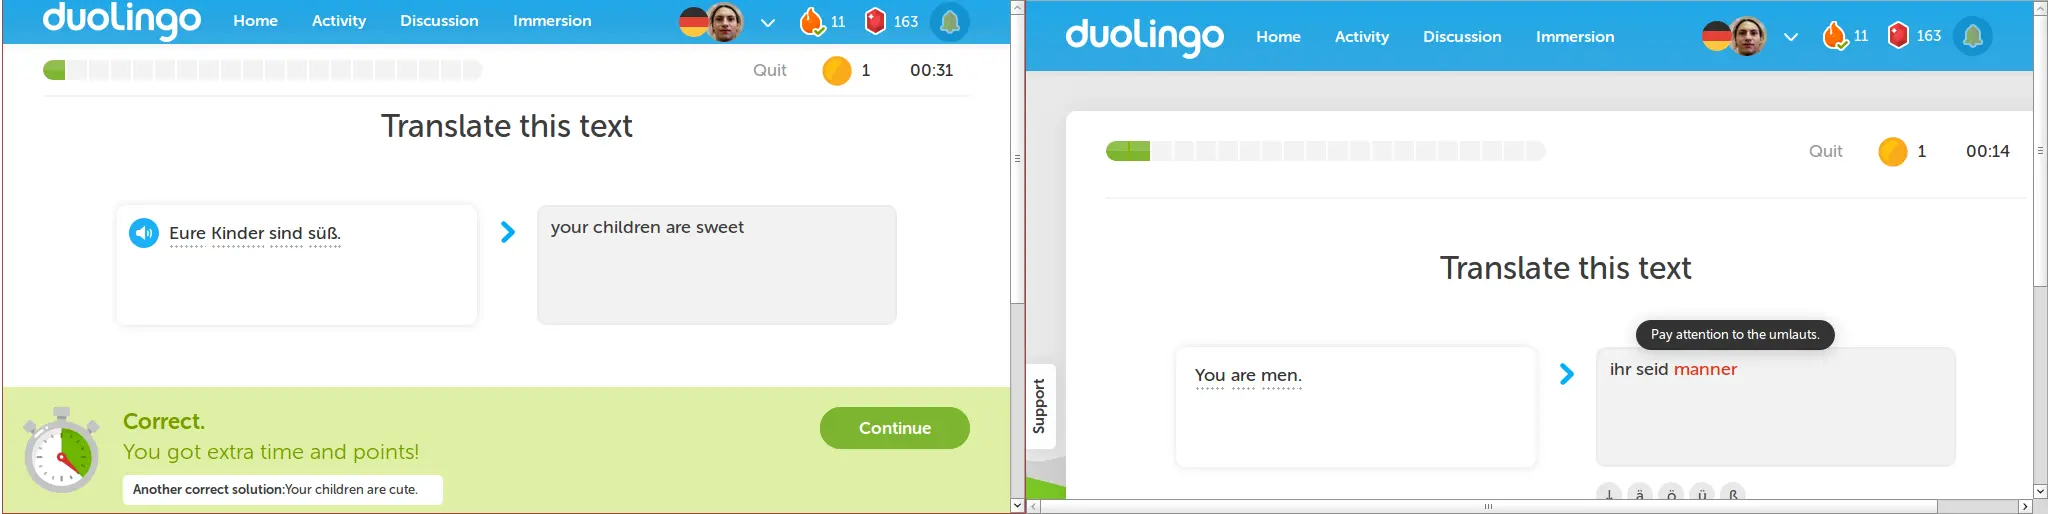 duolingo Home Activity Discussion Immersion 11 163
Quit 1 00:31
Translate this text
Eure Kinder sind süß.
your children are sweet
Correct.
You got extra time and points!
Another correct solution:Your children are cute.
Continue
duolingo Home Activity Discussion Immersion 11 163
Quit 1 00:14
Translate this text
Pay attention to the umlauts.
You are men.
ihr seid manner
Support
ä ö ü ß